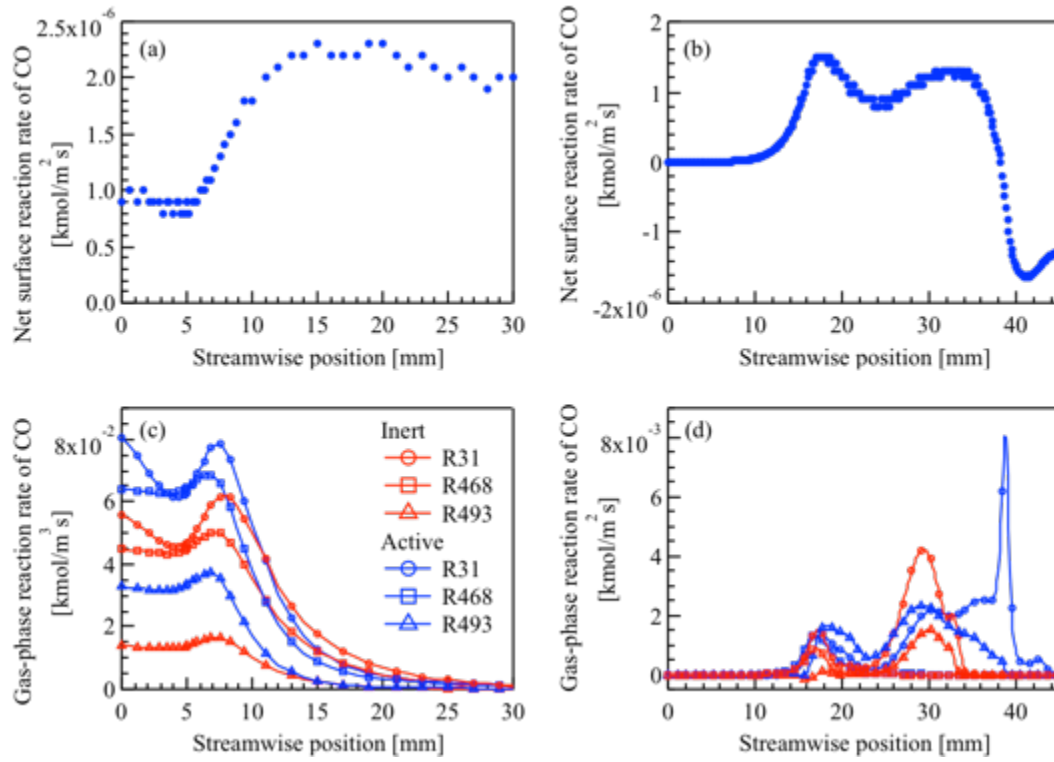 Net surface reaction rate of CO
[kmol/m² s]
2.5x10⁻⁶
2.0
1.5
1.0
0.5
0.0
(a)
0 5 10 15 20 25 30
Streamwise position [mm]
Net surface reaction rate of CO
[kmol/m² s]
2
1
0
-1
-2x10⁻⁶
(b)
0 10 20 30 40
Streamwise position [mm]
Gas-phase reaction rate of CO
[kmol/m³ s]
8x10⁻²
6
4
2
0
(c)
Inert
R31
R468
R493
Active
R31
R468
R493
0 5 10 15 20 25 30
Streamwise position [mm]
Gas-phase reaction rate of CO
[kmol/m² s]
8x10⁻³
6
4
2
0
(d)
0 10 20 30 40
Streamwise position [mm]